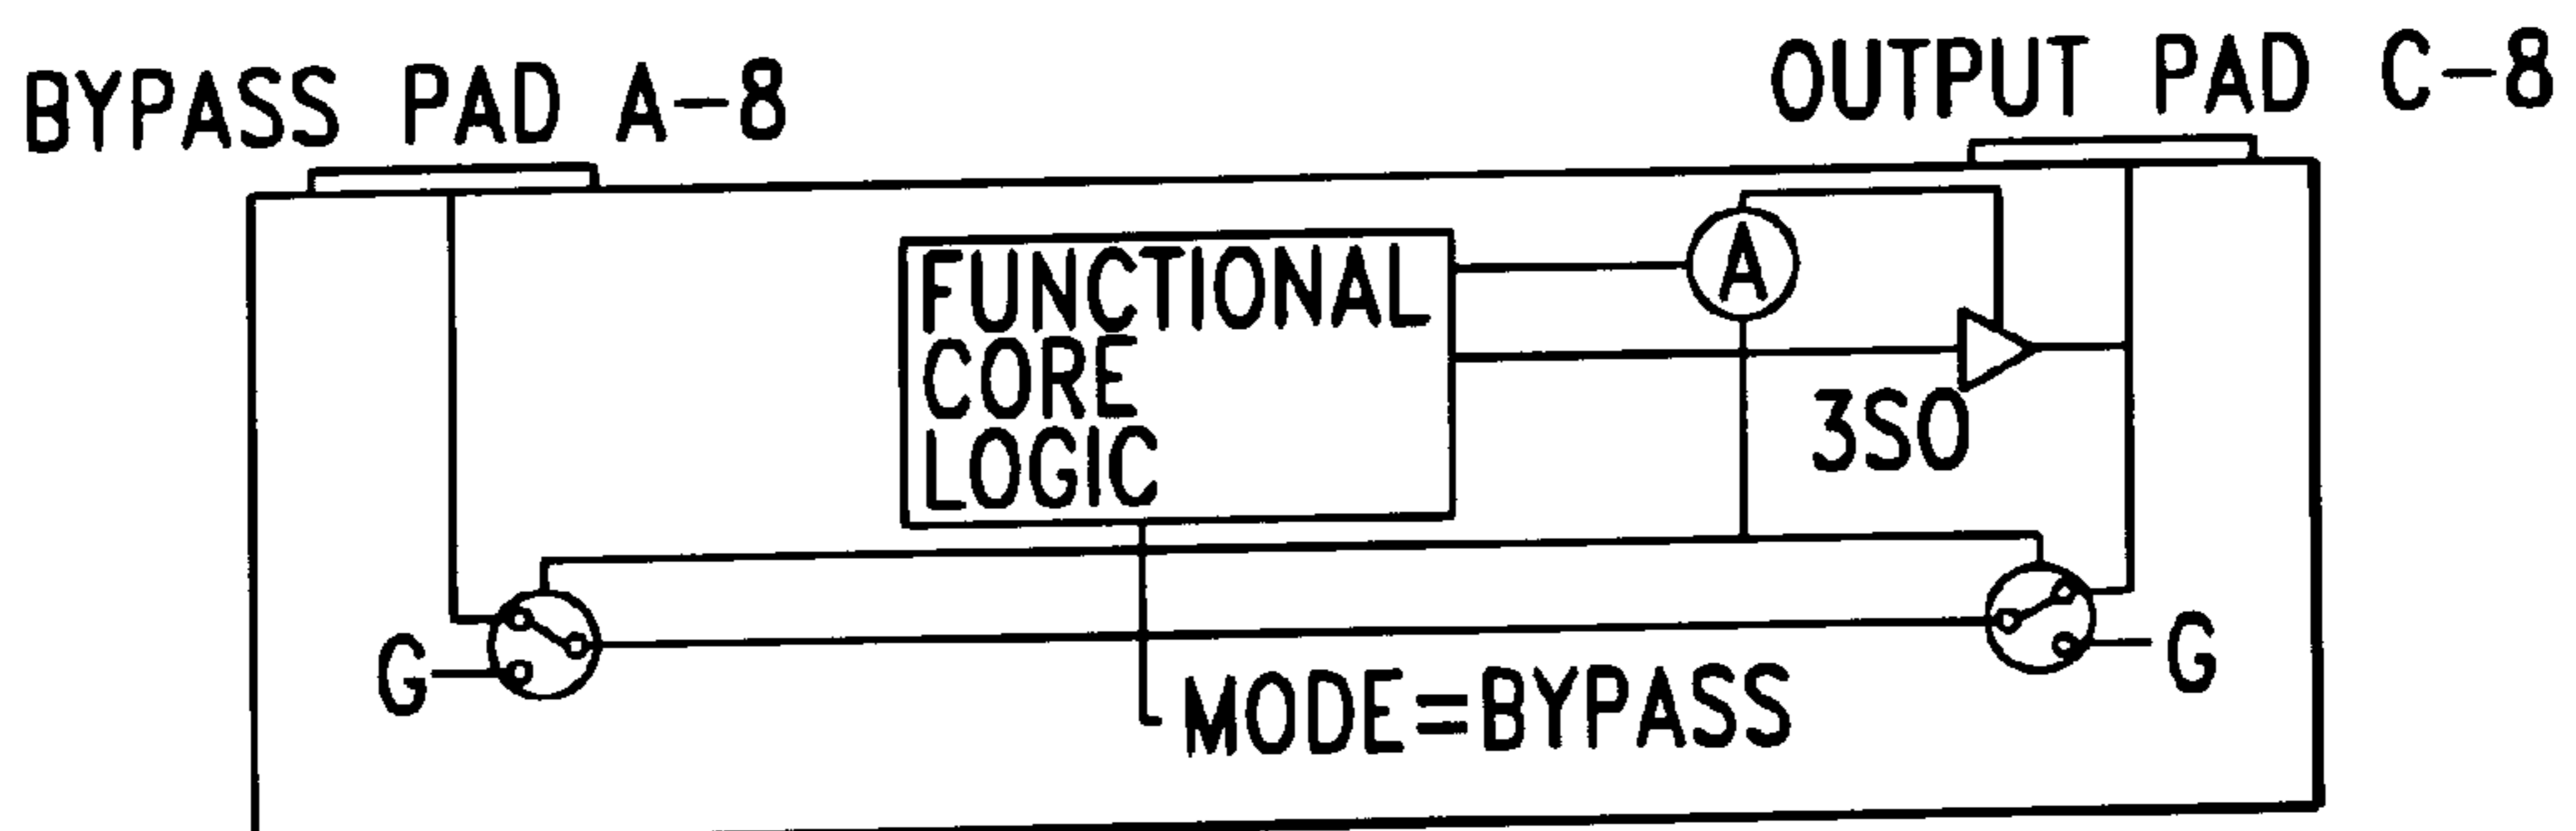 BYPASS PAD A-8
OUTPUT PAD C-8
A
FUNCTIONAL
CORE
LOGIC
3SO
G
G
MODE=BYPASS